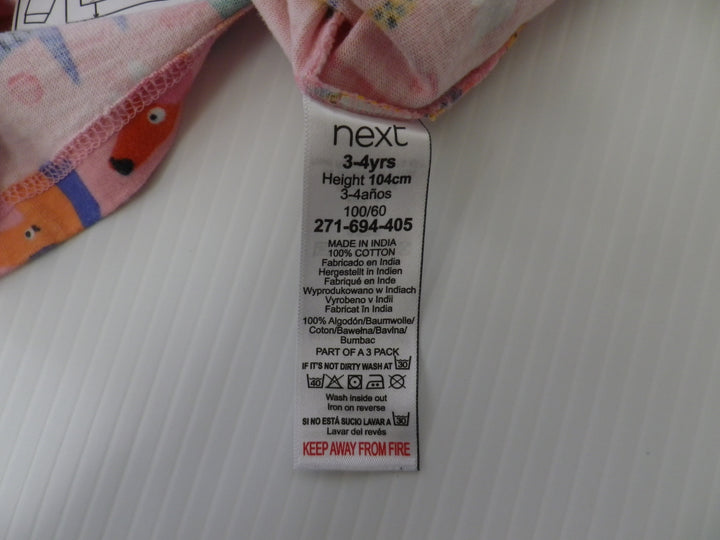 next
3-4yrs
Height 104cm
3-4años
100/60
271-694-405
MADE IN INDIA
100% COTTON
Fabricado en India
Hergestellt in Indien
Fabriqué en Inde
Wyprodukowano w Indiach
Vyrobeno v Indii
Fabricat în India
100% Algodón/Baumwolle/
Coton/Bawełna/Bavlna/
Bumbac
PART OF A 3 PACK
IF IT'S NOT DIRTY WASH AT 30
40
Wash inside out
Iron on reverse
SI NO ESTÁ SUCIO LAVAR A 30
Lavar del revés
KEEP AWAY FROM FIRE